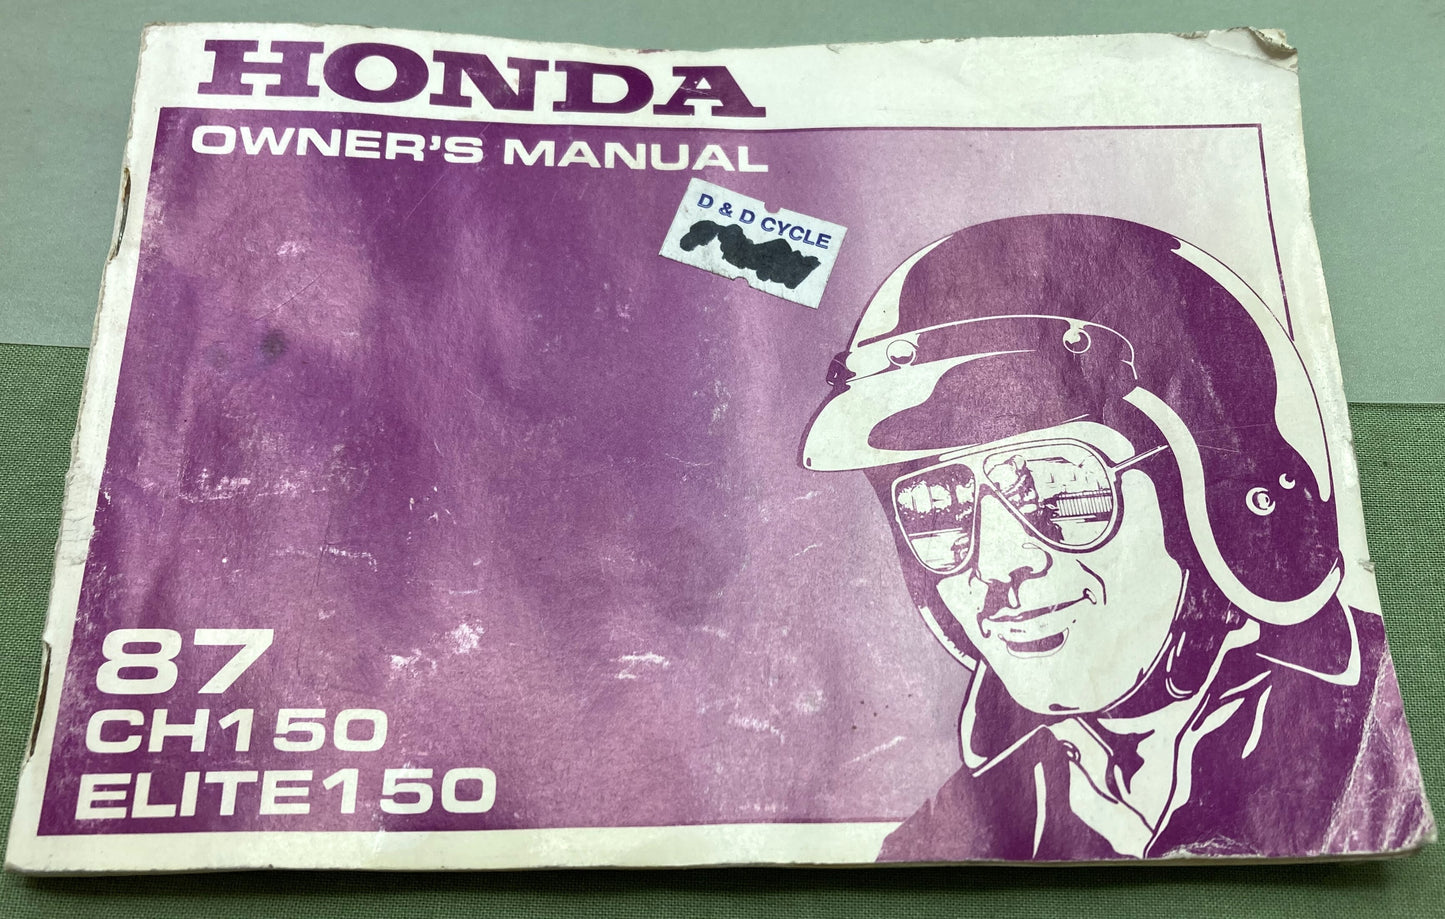 HONDA
OWNER'S MANUAL
D & D CYCLE
87
CH150
ELITE150